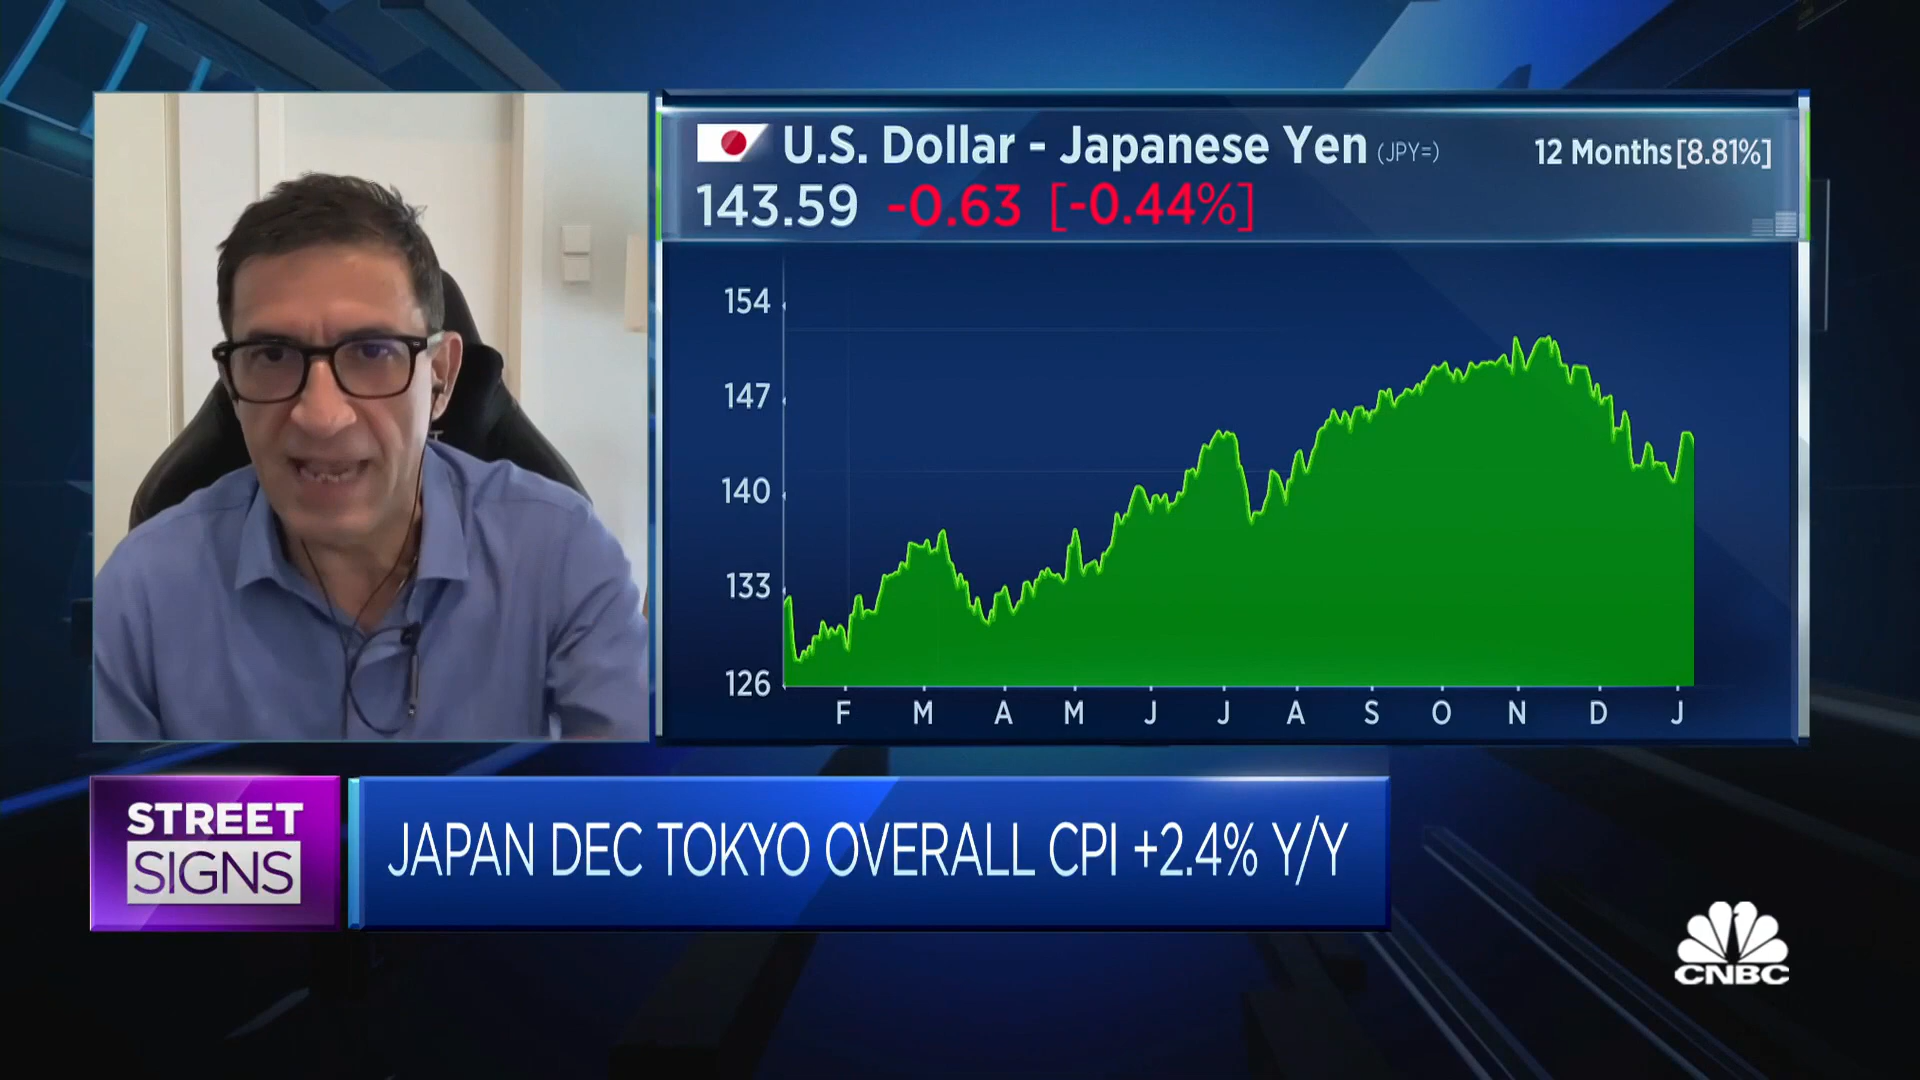 U.S. Dollar - Japanese Yen (JPY=)
12 Months [8.81%]
143.59 -0.63 [-0.44%]
154
147
140
133
126
F M A M J J A S O N D J
STREET
SIGNS
JAPAN DEC TOKYO OVERALL CPI +2.4% Y/Y
CNBC